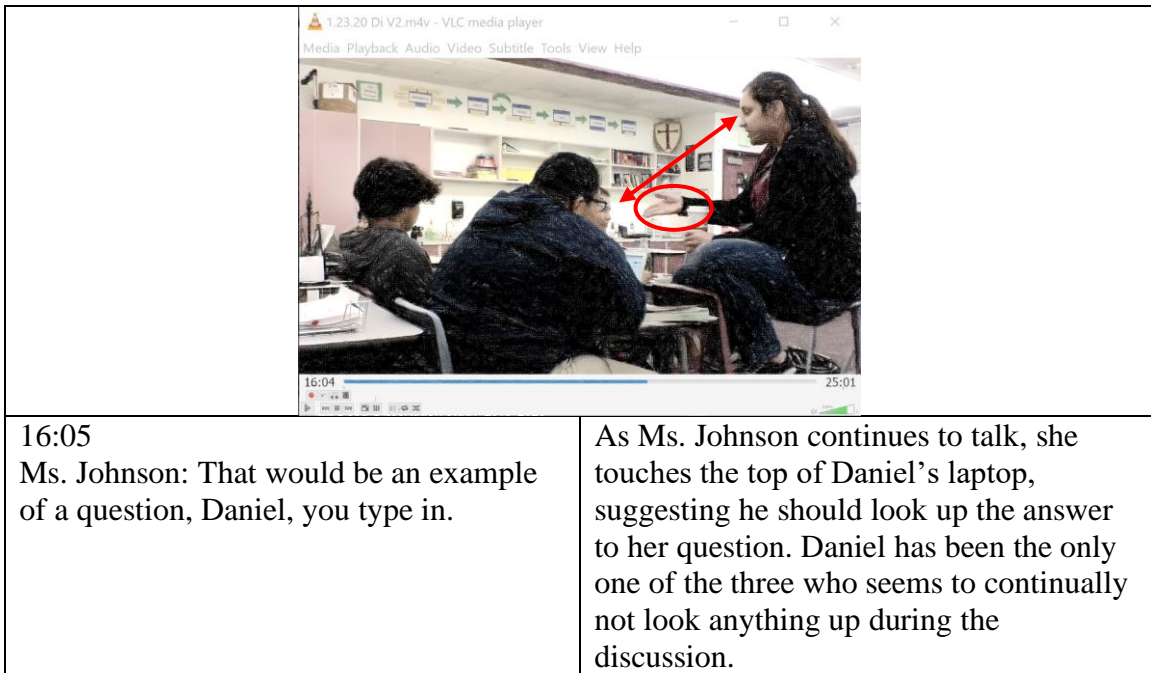 1.23.20 Di V2.m4v - VLC media player
Media Playback Audio Video Subtitle Tools View Help
16:04
25:01
16:05
Ms. Johnson: That would be an example
of a question, Daniel, you type in.
As Ms. Johnson continues to talk, she
touches the top of Daniel’s laptop,
suggesting he should look up the answer
to her question. Daniel has been the only
one of the three who seems to continually
not look anything up during the
discussion.